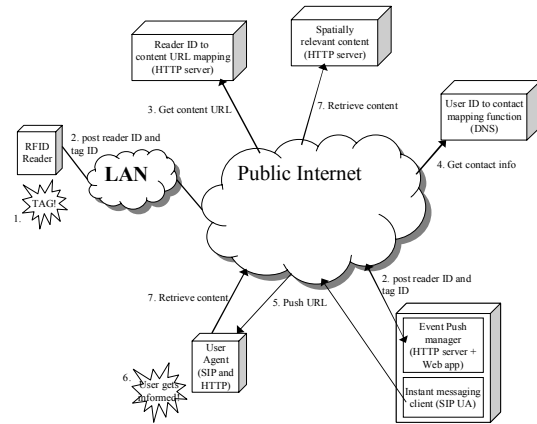 Reader ID to
content URL mapping
(HTTP server)
Spatially
relevant content
(HTTP server)
3. Get content URL
7. Retrieve content
User ID to contact
mapping function
(DNS)
2. post reader ID and
tag ID
RFID
Reader
LAN
Public Internet
4. Get contact info
1.
TAG!
7. Retrieve content
5. Push URL
2. post reader ID and
tag ID
User
Agent
(SIP and
HTTP)
6.
User gets
informed!
Event Push
manager
(HTTP server +
Web app)
Instant messaging
client (SIP UA)